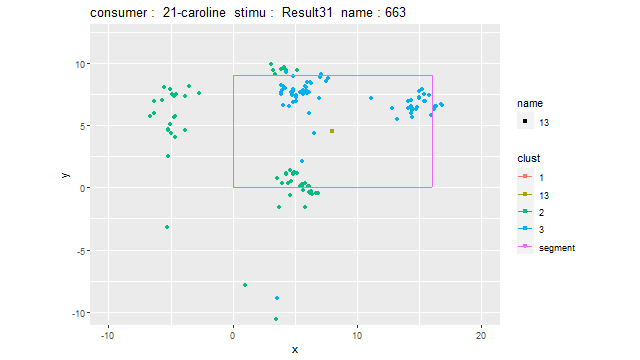 consumer :  21-caroline  stimu :  Result31  name : 663
10
5
0
-5
-10
y
-10
0
10
20
x
name
13
clust
1
13
2
3
segment